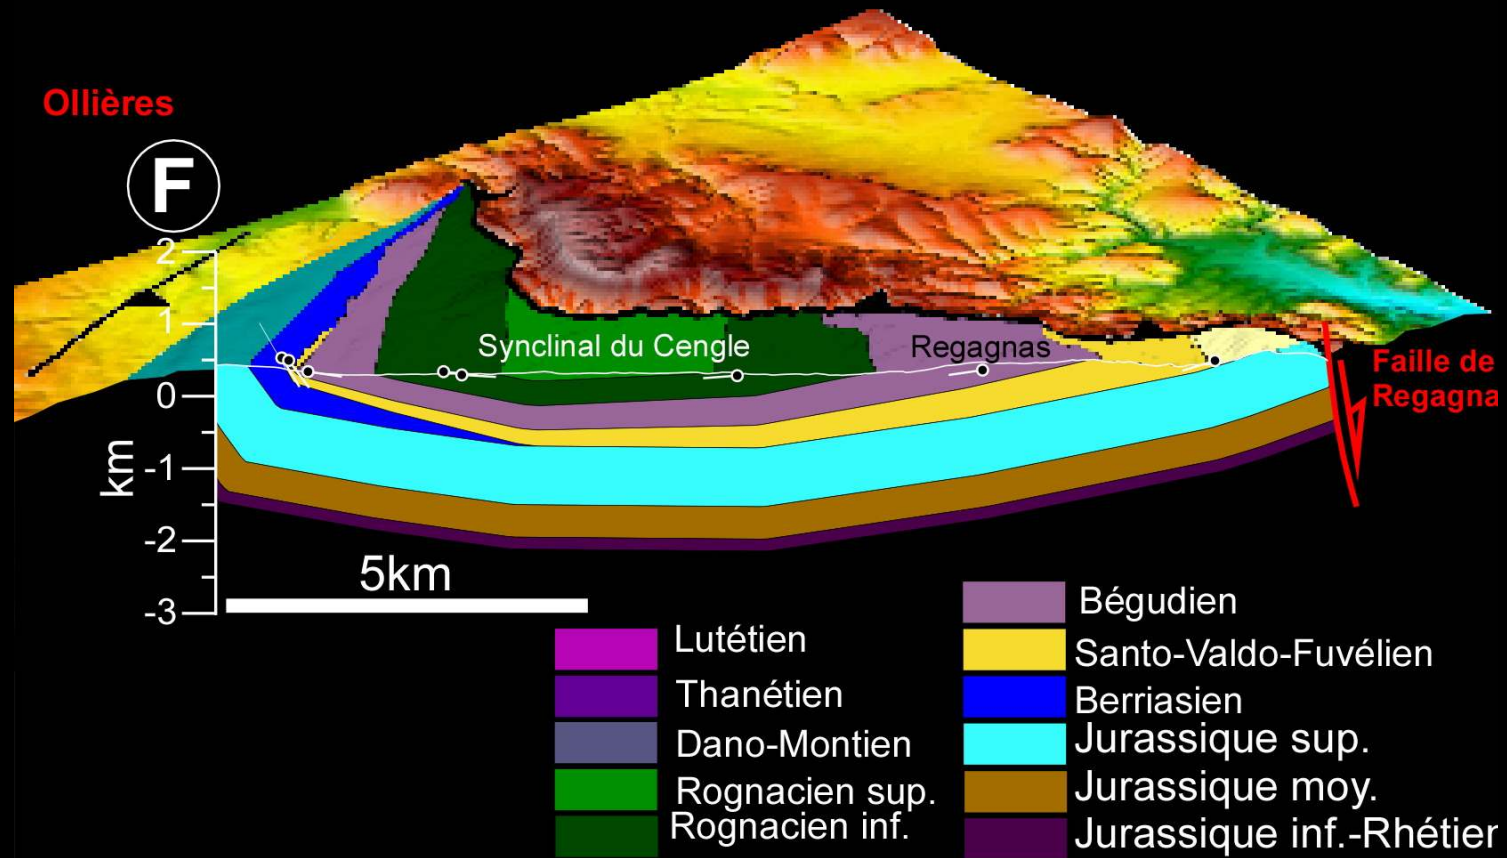 Ollières
F
2
1
0
-1
-2
-3
km
5km
Synclinal du Cengle
Regagnas
Faille de
Regagna
Lutétien
Thanétien
Dano-Montien
Rognacien sup.
Rognacien inf.
Bégudien
Santo-Valdo-Fuvélien
Berriasien
Jurassique sup.
Jurassique moy.
Jurassique inf.-Rhétier